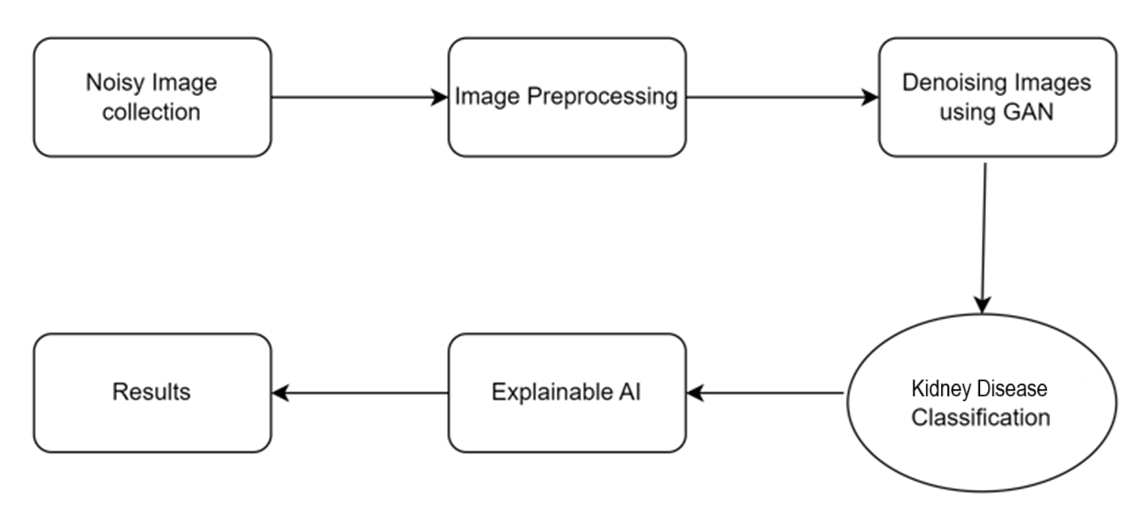 Noisy Image
collection
Image Preprocessing
Denoising Images
using GAN
Kidney Disease
Classification
Explainable AI
Results